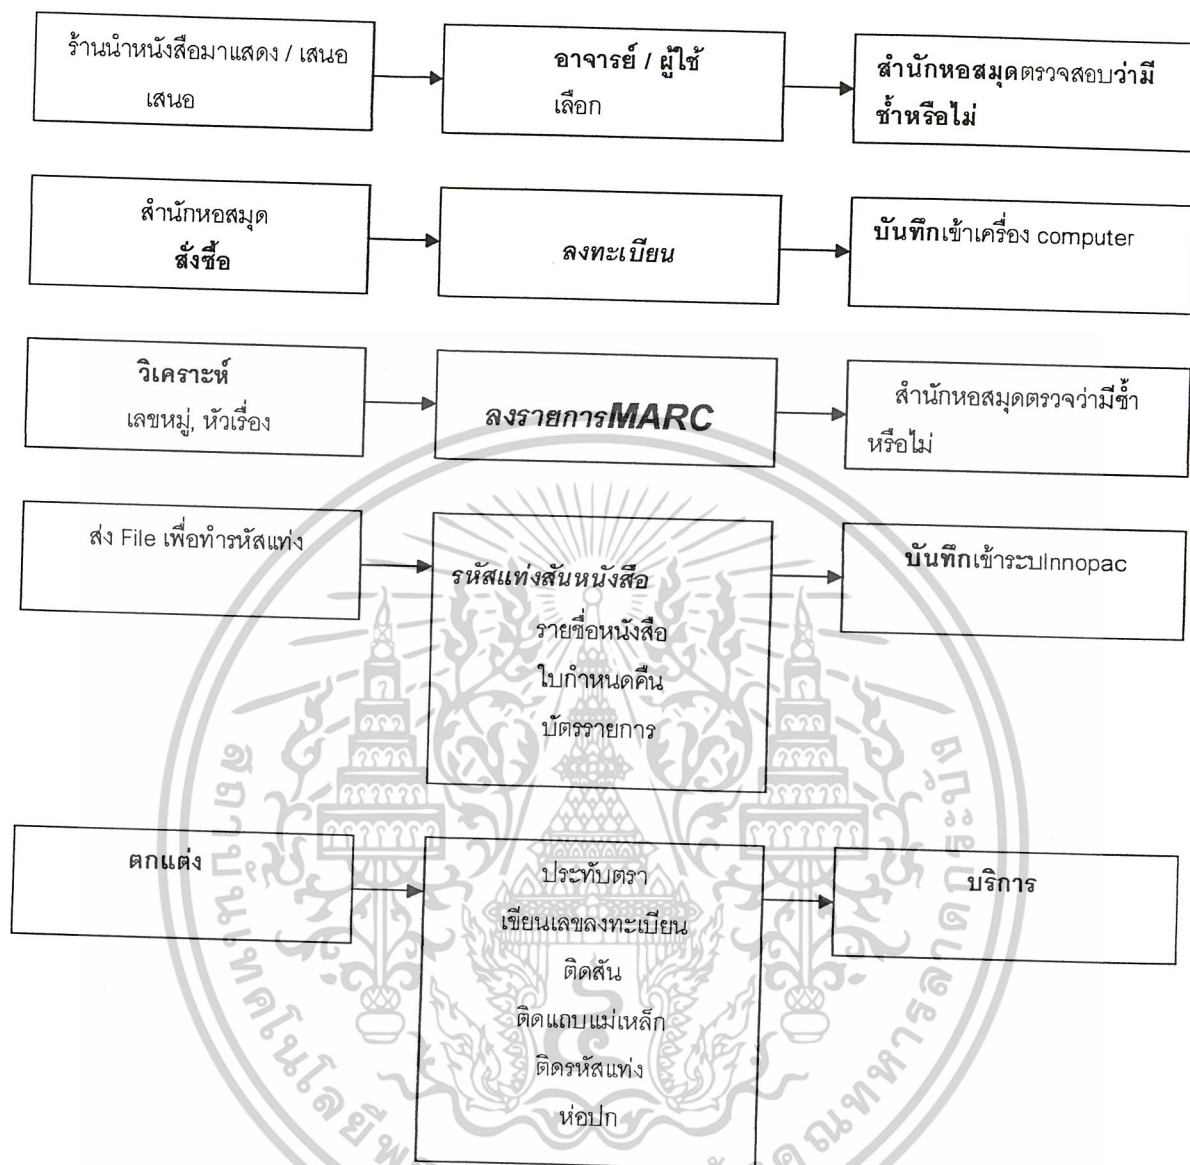 ร้านนำหนังสือมาแสดง / เสนอ
เสนอ
อาจารย์ / ผู้ใช้
เลือก
สำนักหอสมุดตรวจสอบว่ามี
ซ้ำหรือไม่
สำนักหอสมุด
สั่งซื้อ
ลงทะเบียน
บันทึกเข้าเครื่อง computer
วิเคราะห์
เลขหมู่, หัวเรื่อง
ลงรายการMARC
สำนักหอสมุดตรวจว่ามีซ้ำ
หรือไม่
ส่ง File เพื่อทำรหัสแท่ง
รหัสแท่งสันหนังสือ
รายชื่อหนังสือ
ใบกำหนดคืน
บัตรรายการ
บันทึกเข้าระบInnopac
ตกแต่ง
ประทับตรา
เขียนเลขลงทะเบียน
ติดสัน
ติดแถบแม่เหล็ก
ติดรหัสแท่ง
ห่อปก
บริการ